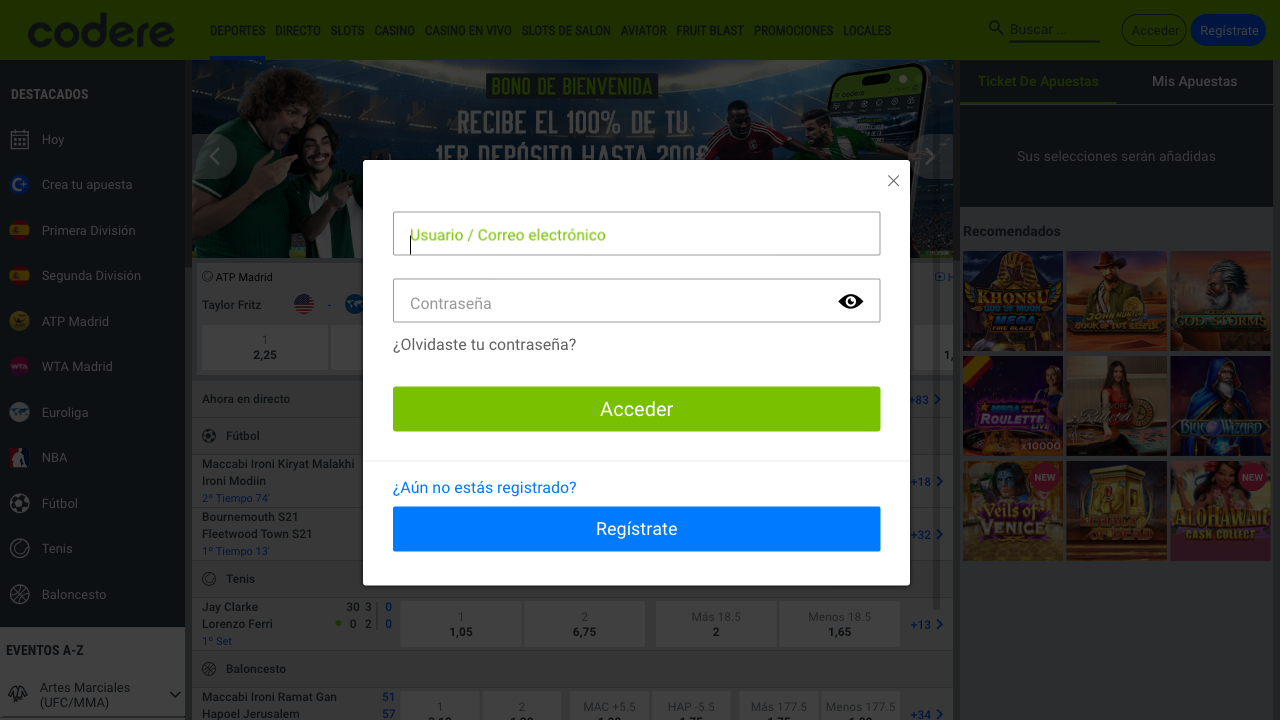 codere
DEPORTES DIRECTO SLOTS CASINO CASINO EN VIVO SLOTS DE SALON AVIATOR FRUIT BLAST PROMOCIONES LOCALES
Buscar ...
Acceder
Regístrate
DESTACADOS
Hoy
Crea tu apuesta
Primera División
Segunda División
ATP Madrid
WTA Madrid
Euroliga
NBA
Fútbol
Tenis
Baloncesto
EVENTOS A-Z
Artes Marciales
(UFC/MMA)
BONO DE BIENVENIDA
RECIBE EL 100% DE TU
1ER DEPÓSITO HASTA 200€
codere
ATP Madrid
Taylor Fritz -
1
2,25
Ahora en directo
+83
Fútbol
Maccabi Ironi Kiryat Malakhi
Ironi Modiin
2º Tiempo 74'
+18
Bournemouth S21
Fleetwood Town S21
1º Tiempo 13'
+32
Tenis
Jay Clarke 30 3 0
Lorenzo Ferri 0 2 0
1º Set
1
1,05
2
6,75
Más 18.5
2
Menos 18.5
1,65
+13
Baloncesto
Maccabi Ironi Ramat Gan 51
Hapoel Jerusalem 57
1
2
MAC +5.5
HAP -5.5
Más 177.5
Menos 177.5
+34
Usuario / Correo electrónico
Contraseña
¿Olvidaste tu contraseña?
Acceder
¿Aún no estás registrado?
Regístrate
Ticket De Apuestas
Mis Apuestas
Sus selecciones serán añadidas
Recomendados
KHONSU
GOD OF MOON
MEGA
FIRE BLAZE
JOHN HUNTER
GOD OF STORMS
MEGA
ROULETTE
LIVE
x10000
BLUE WIZARD
NEW
Veils of
VENICE
NEW
ALOHAWAII
CASH COLLECT